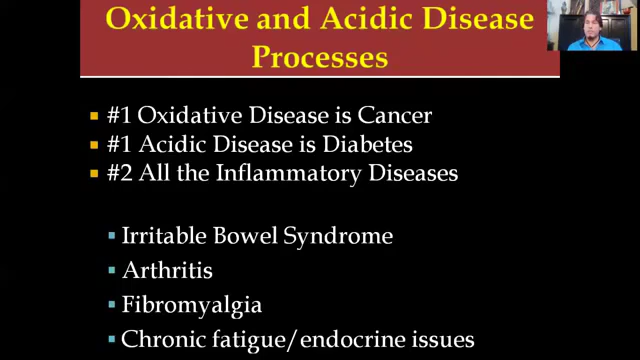 Oxidative and Acidic Disease
Processes
#1 Oxidative Disease is Cancer
#1 Acidic Disease is Diabetes
#2 All the Inflammatory Diseases
Irritable Bowel Syndrome
Arthritis
Fibromyalgia
Chronic fatigue/endocrine issues